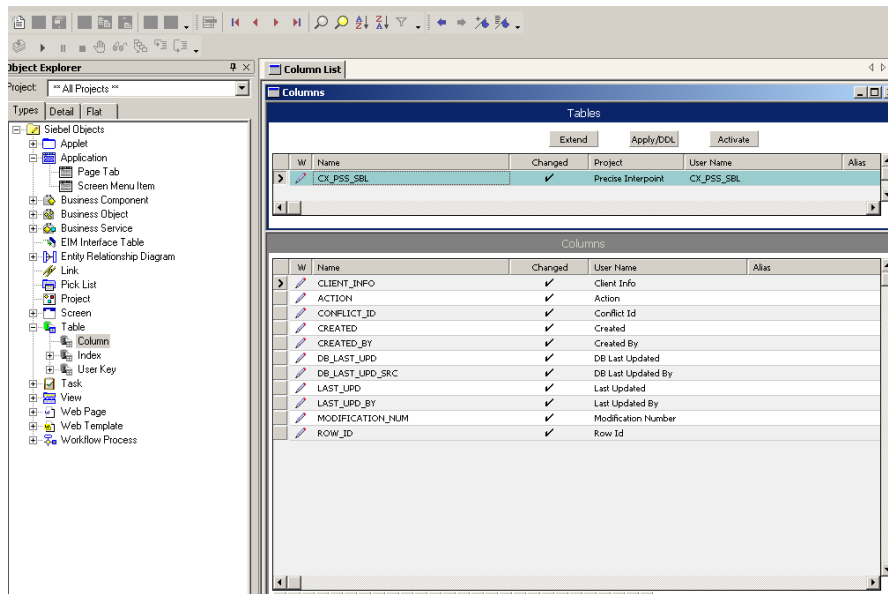 Object Explorer
Project: ** All Projects **
Types Detail Flat
Siebel Objects
Applet
Application
Page Tab
Screen Menu Item
Business Component
Business Object
Business Service
EIM Interface Table
Entity Relationship Diagram
Link
Pick List
Project
Screen
Table
Column
Index
User Key
Task
View
Web Page
Web Template
Workflow Process
Column List
Columns
Tables
Extend Apply/DDL Activate
W Name Changed Project User Name Alias
CX_PSS_SBL Precise Interpoint CX_PSS_SBL
Columns
W Name Changed User Name Alias
CLIENT_INFO Client Info
ACTION Action
CONFLICT_ID Conflict Id
CREATED Created
CREATED_BY Created By
DB_LAST_UPD DB Last Updated
DB_LAST_UPD_SRC DB Last Updated By
LAST_UPD Last Updated
LAST_UPD_BY Last Updated By
MODIFICATION_NUM Modification Number
ROW_ID Row Id